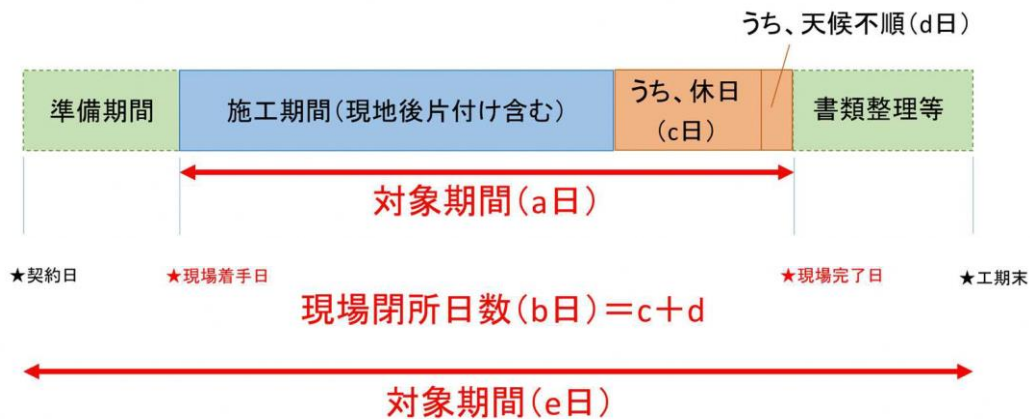 うち、天候不順(d日)
準備期間
施工期間(現地後片付け含む)
うち、休日
(c日)
書類整理等
対象期間(a日)
★契約日
★現場着手日
★現場完了日
★工期末
現場閉所日数(b日)=c+d
対象期間(e日)